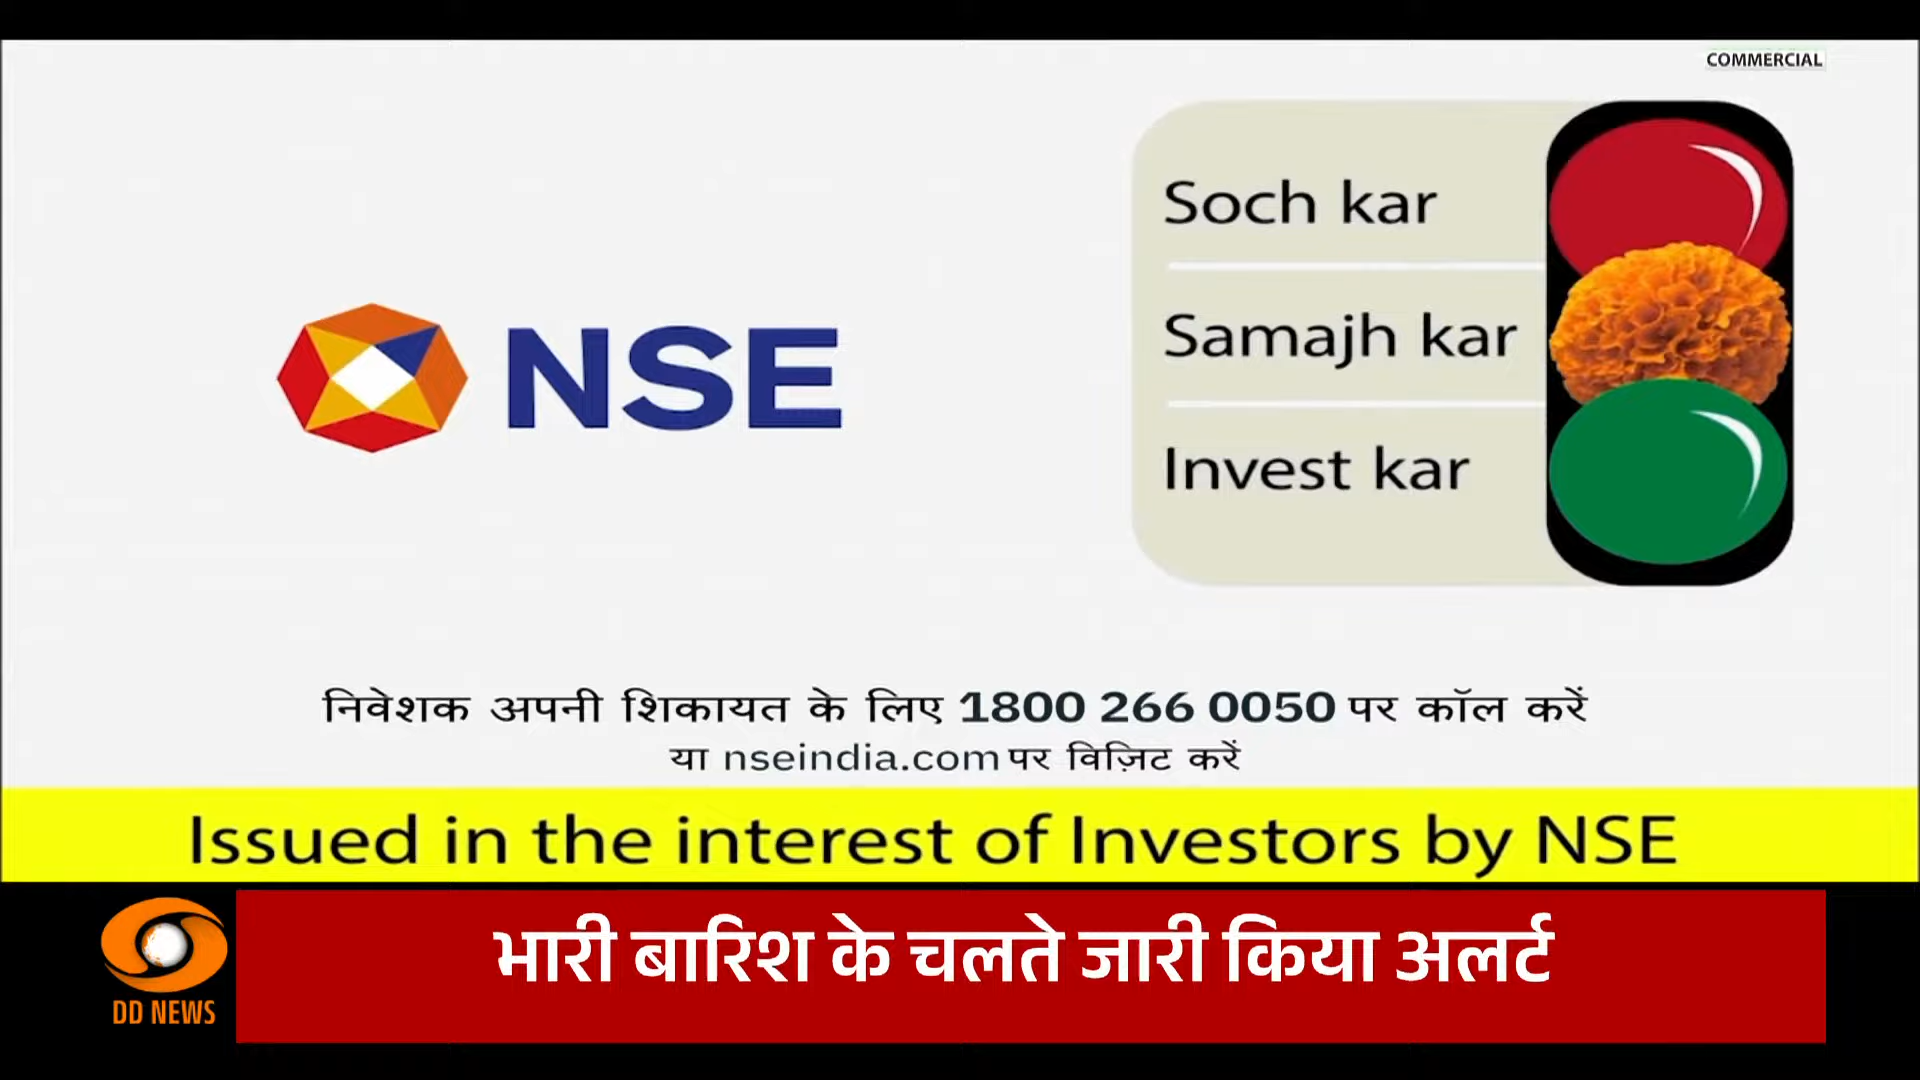 COMMERCIAL
NSE
Soch kar
Samajh kar
Invest kar
निवेशक अपनी शिकायत के लिए 1800 266 0050 पर कॉल करें
या nseindia.com पर विज़िट करें
Issued in the interest of Investors by NSE
भारी बारिश के चलते जारी किया अलर्ट
DD NEWS